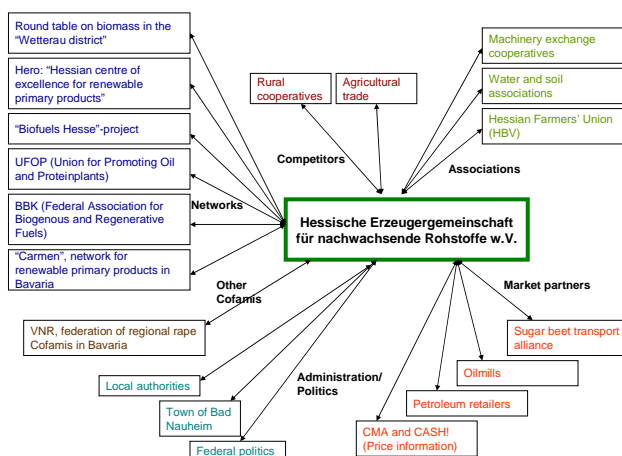 Round table on biomass in the
“Wetterau district”
Hero: “Hessian centre of
excellence for renewable
primary products”
“Biofuels Hesse”-project
UFOP (Union for Promoting Oil
and Proteinplants)
BBK (Federal Association for
Biogenous and Regenerative
Fuels)
“Carmen”, network for
renewable primary products in
Bavaria
Networks
Rural
cooperatives
Agricultural
trade
Competitors
Machinery exchange
cooperatives
Water and soil
associations
Hessian Farmers’ Union
(HBV)
Associations
Hessische Erzeugergemeinschaft
für nachwachsende Rohstoffe w.V.
Other
Cofamis
VNR, federation of regional rape
Cofamis in Bavaria
Administration/
Politics
Local authorities
Town of Bad
Nauheim
Federal politics
Market partners
Sugar beet transport
alliance
Oilmills
Petroleum retailers
CMA and CASH!
(Price information)